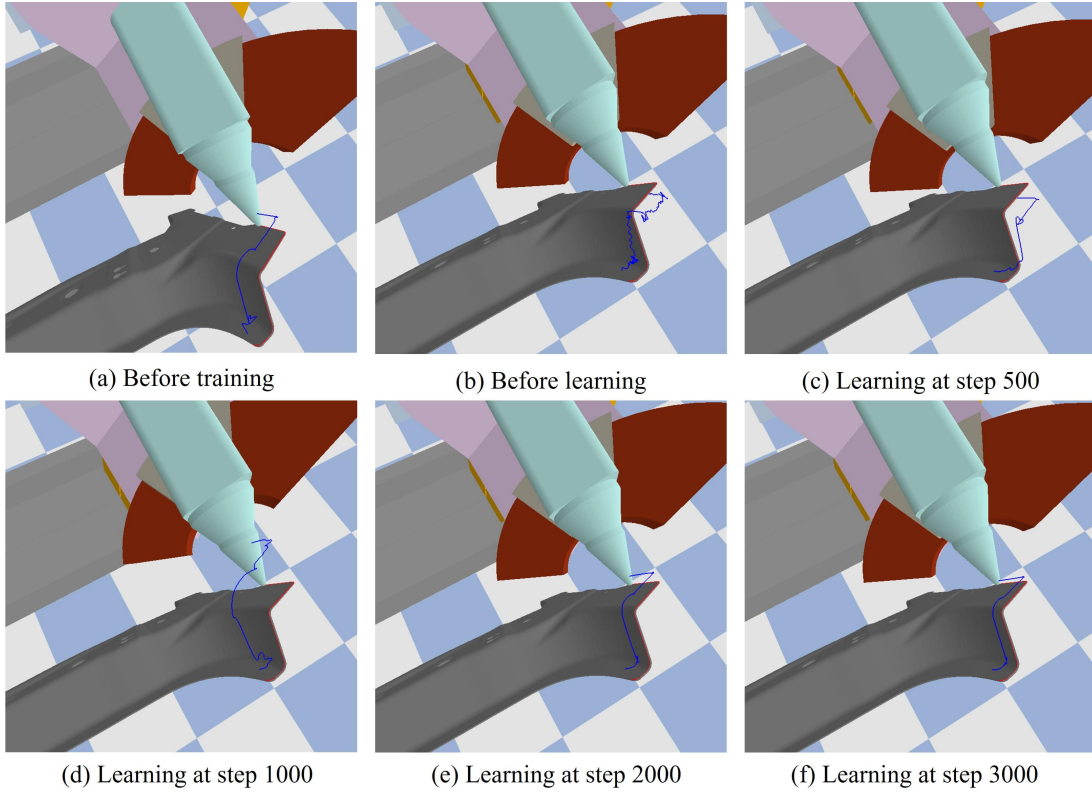 (a) Before training
(b) Before learning
(c) Learning at step 500
(d) Learning at step 1000
(e) Learning at step 2000
(f) Learning at step 3000